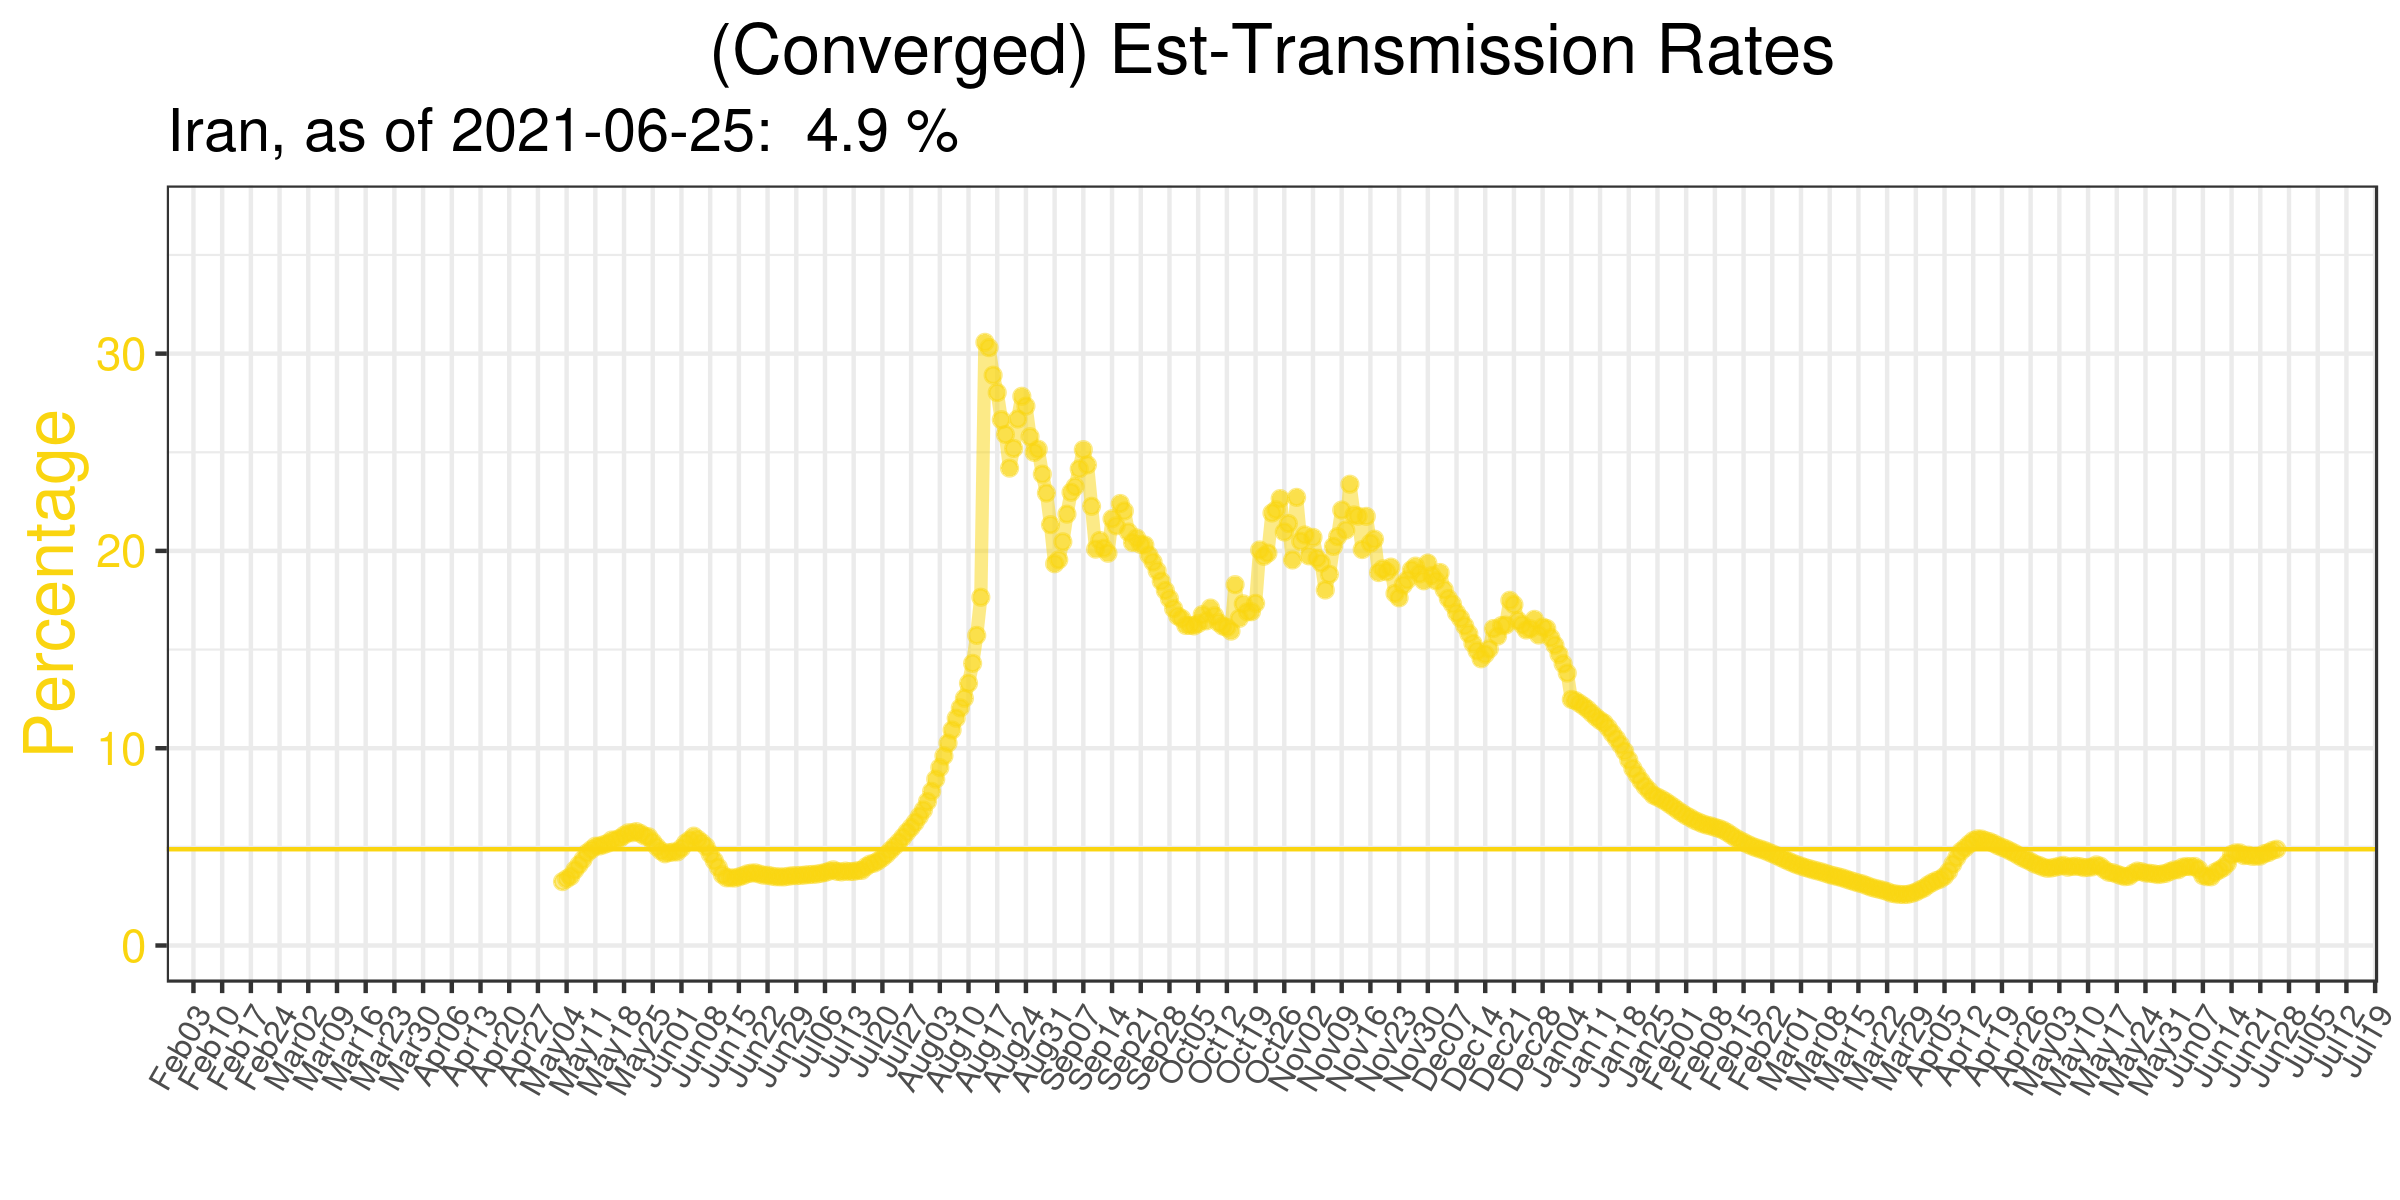 (Converged) Est-Transmission Rates
Iran, as of 2021-06-25:  4.9 %
Percentage
30
20
10
0
Feb03
Feb10
Feb17
Feb24
Mar02
Mar09
Mar16
Mar23
Mar30
Apr06
Apr13
Apr20
Apr27
May04
May11
May18
May25
Jun01
Jun08
Jun15
Jun22
Jun29
Jul06
Jul13
Jul20
Jul27
Aug03
Aug10
Aug17
Aug24
Aug31
Sep07
Sep14
Sep21
Sep28
Oct05
Oct12
Oct19
Oct26
Nov02
Nov09
Nov16
Nov23
Nov30
Dec07
Dec14
Dec21
Dec28
Jan04
Jan11
Jan18
Jan25
Feb01
Feb08
Feb15
Feb22
Mar01
Mar08
Mar15
Mar22
Mar29
Apr05
Apr12
Apr19
Apr26
May03
May10
May17
May24
May31
Jun07
Jun14
Jun21
Jun28
Jul05
Jul12
Jul19